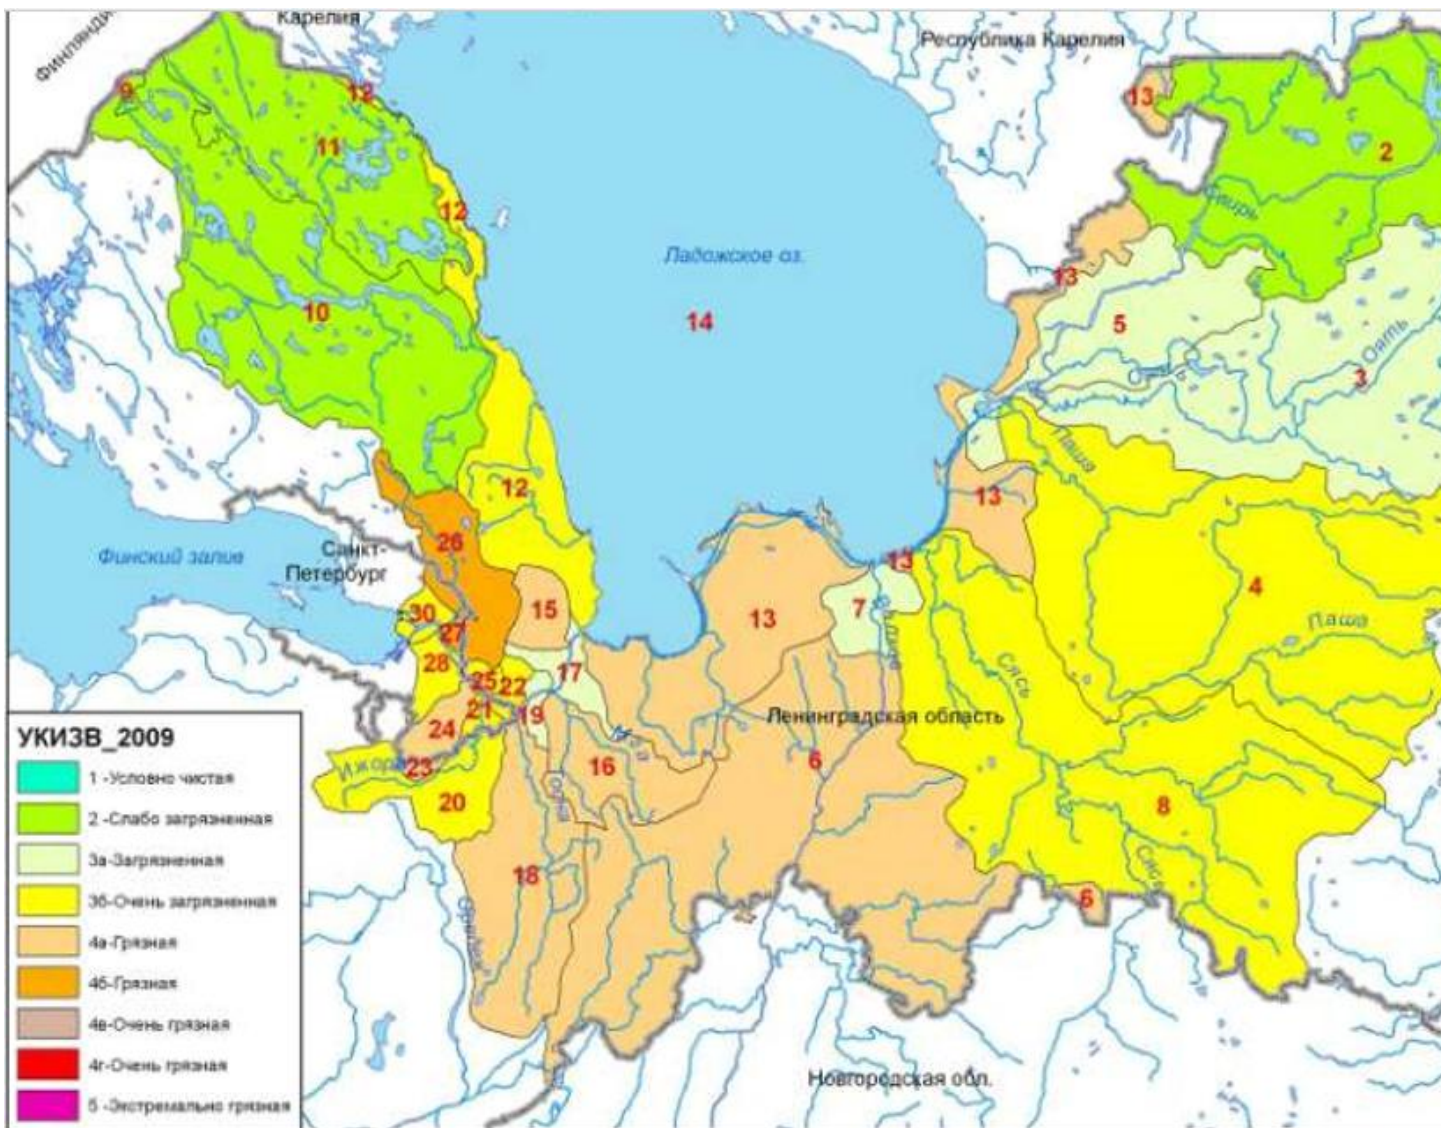 Финляндия
Карелия
Республика Карелия
9
12
13
11
2
12
Свирь
Ладожское оз.
13
10
14
5
Оять
Оять
3
Паша
12
13
26
Финский залив
Санкт-
Петербург
13
4
30
15
13
7
Паша
27
28
17
Сясь
25
22
Ленинградская область
21
19
24
УКИЗВ_2009
Ижора
23
16
6
1 -Условно чистая
20
8
2 -Слабо загрязненная
3а-Загрязненная
18
Сясь
6
3б-Очень загрязненная
4а-Грязная
4б-Грязная
4в-Очень грязная
4г-Очень грязная
Новгородская обл.
5 -Экстремально грязная